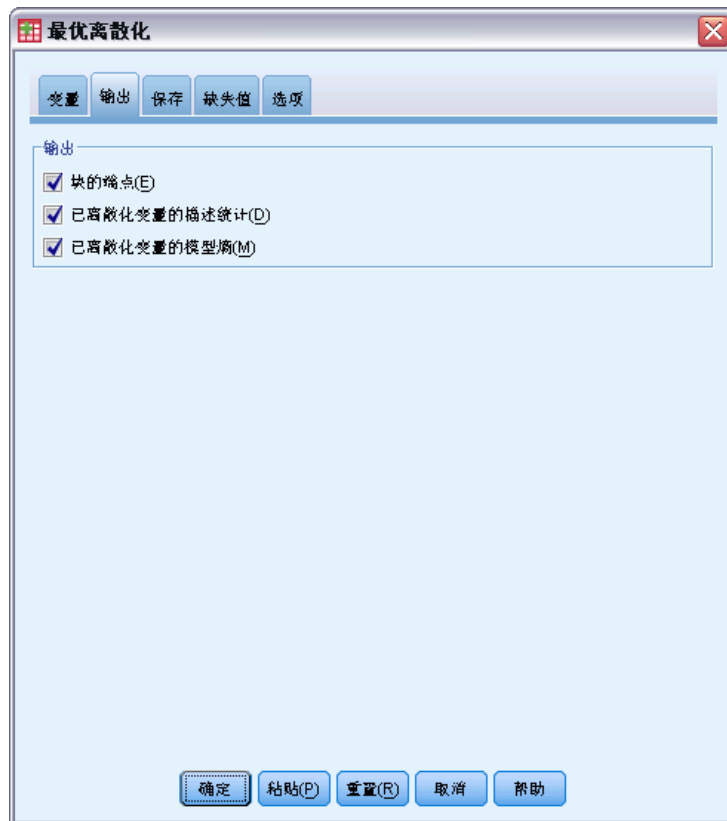 最优离散化
变量 输出 保存 缺失值 选项
输出
块的端点(E)
已离散化变量的描述统计(D)
已离散化变量的模型熵(M)
确定 粘贴(P) 重置(R) 取消 帮助